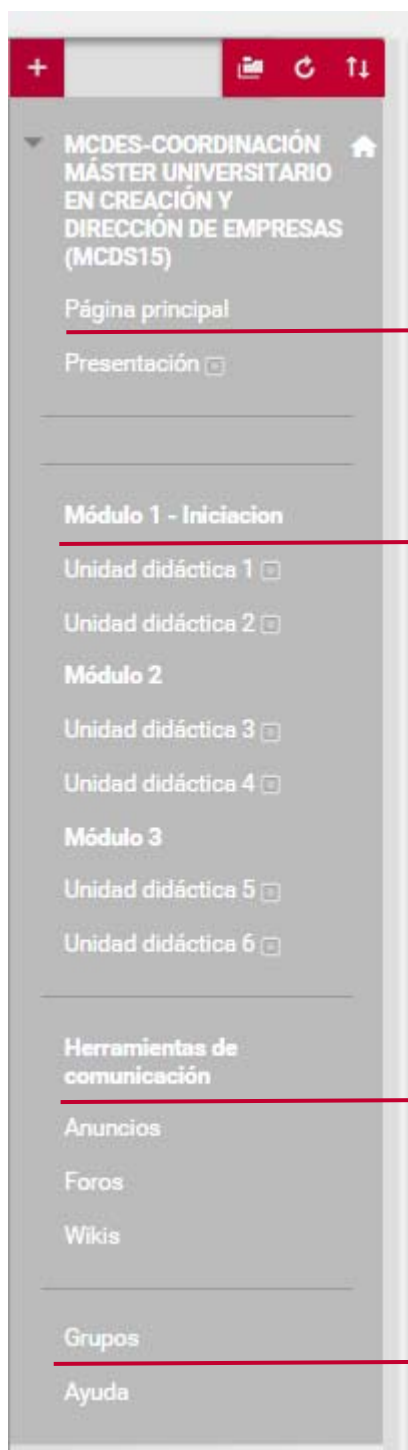 MCDES-COORDINACIÓN
MÁSTER UNIVERSITARIO
EN CREACIÓN Y
DIRECCIÓN DE EMPRESAS
(MCDS15)
Página principal
Presentación
Módulo 1 - Iniciacion
Unidad didáctica 1
Unidad didáctica 2
Módulo 2
Unidad didáctica 3
Unidad didáctica 4
Módulo 3
Unidad didáctica 5
Unidad didáctica 6
Herramientas de
comunicación
Anuncios
Foros
Wikis
Grupos
Ayuda